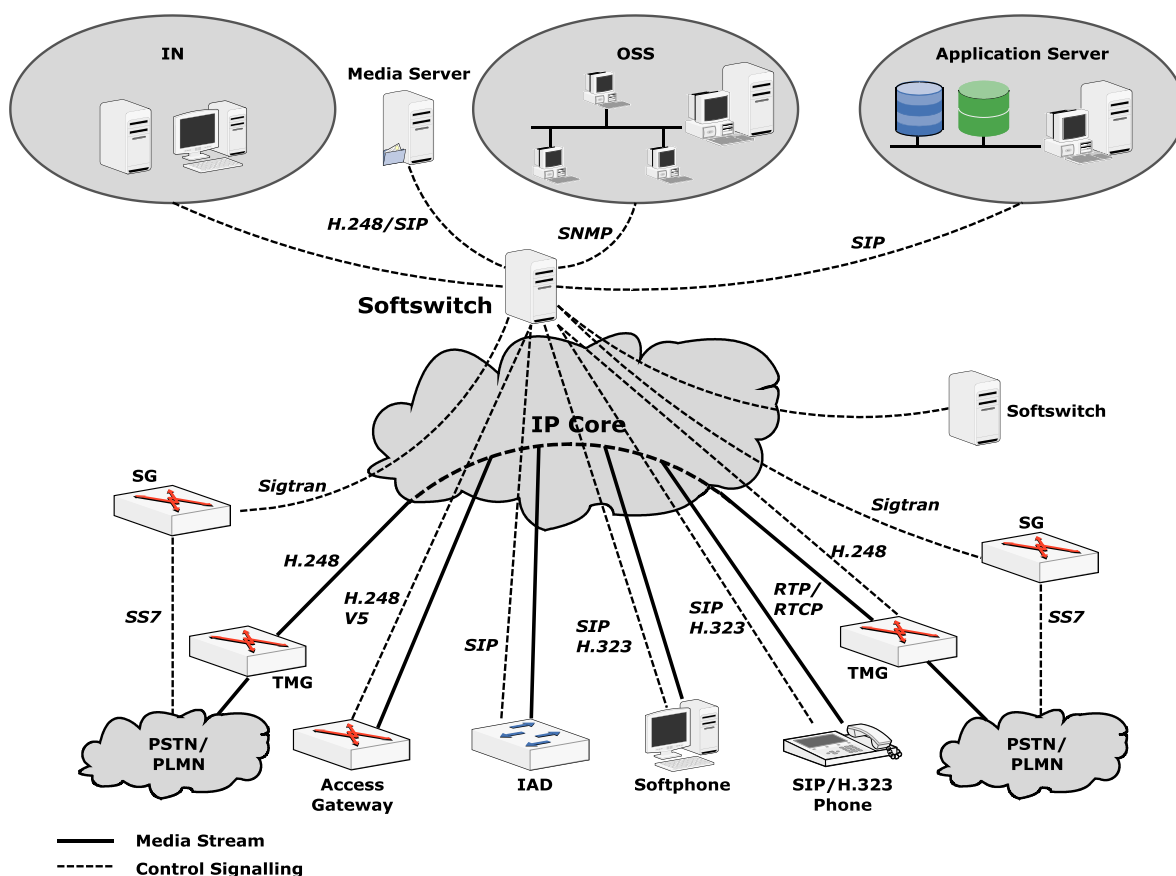 IN
OSS
Application Server
Media Server
H.248/SIP
SNMP
SIP
Softswitch
Softswitch
IP Core
SG
Sigtran
Sigtran
SG
H.248
H.248
SS7
H.248
V5
SIP
SIP
H.323
SIP
H.323
RTP/
RTCP
SS7
TMG
TMG
PSTN/
PLMN
Access
Gateway
IAD
Softphone
SIP/H.323
Phone
PSTN/
PLMN
Media Stream
Control Signalling